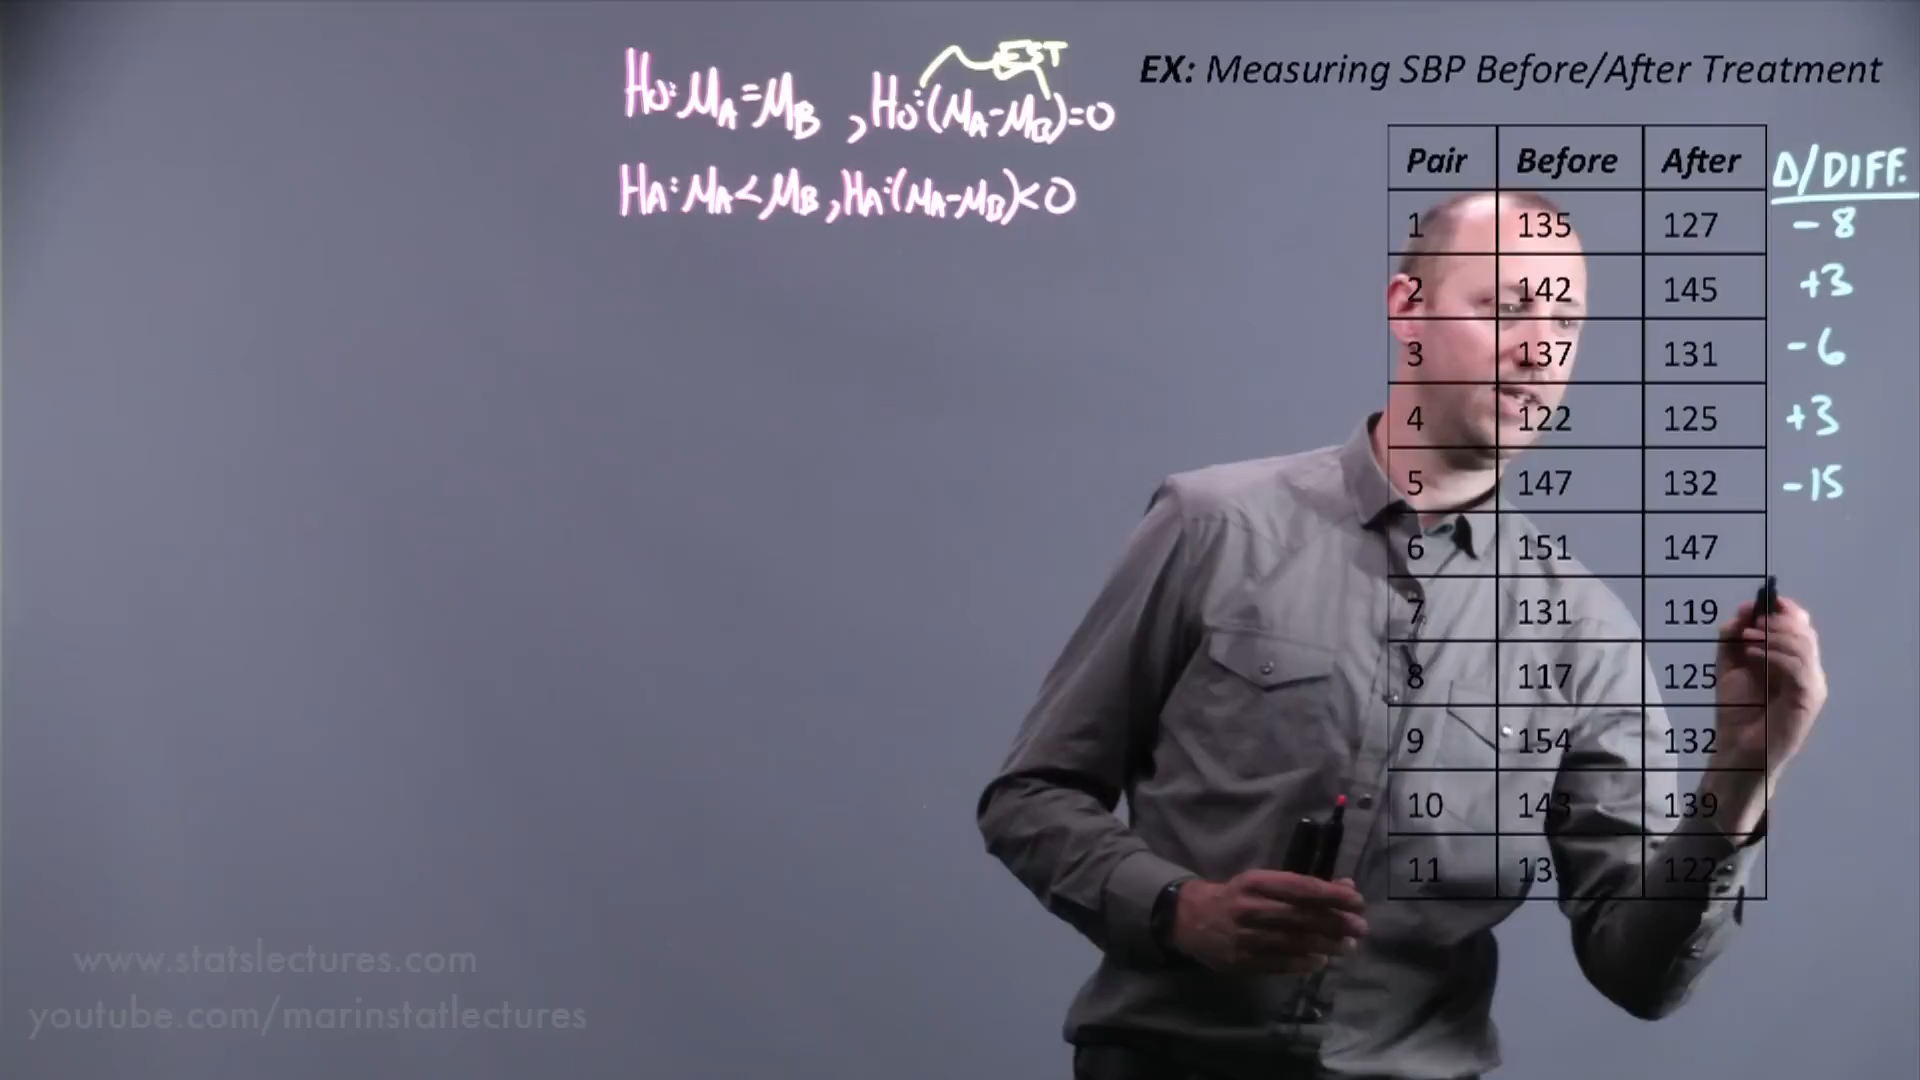 H₀: μA = μB , H₀: (μA - μB) = 0
EST
HA: μA < μB , HA: (μA - μB) < 0
EX: Measuring SBP Before/After Treatment
Pair Before After Δ/DIFF.
1 135 127 -8
2 142 145 +3
3 137 131 -6
4 122 125 +3
5 147 132 -15
6 151 147
7 131 119
8 117 125
9 154 132
10 143 139
11 122
www.statslectures.com
youtube.com/marinstatlectures